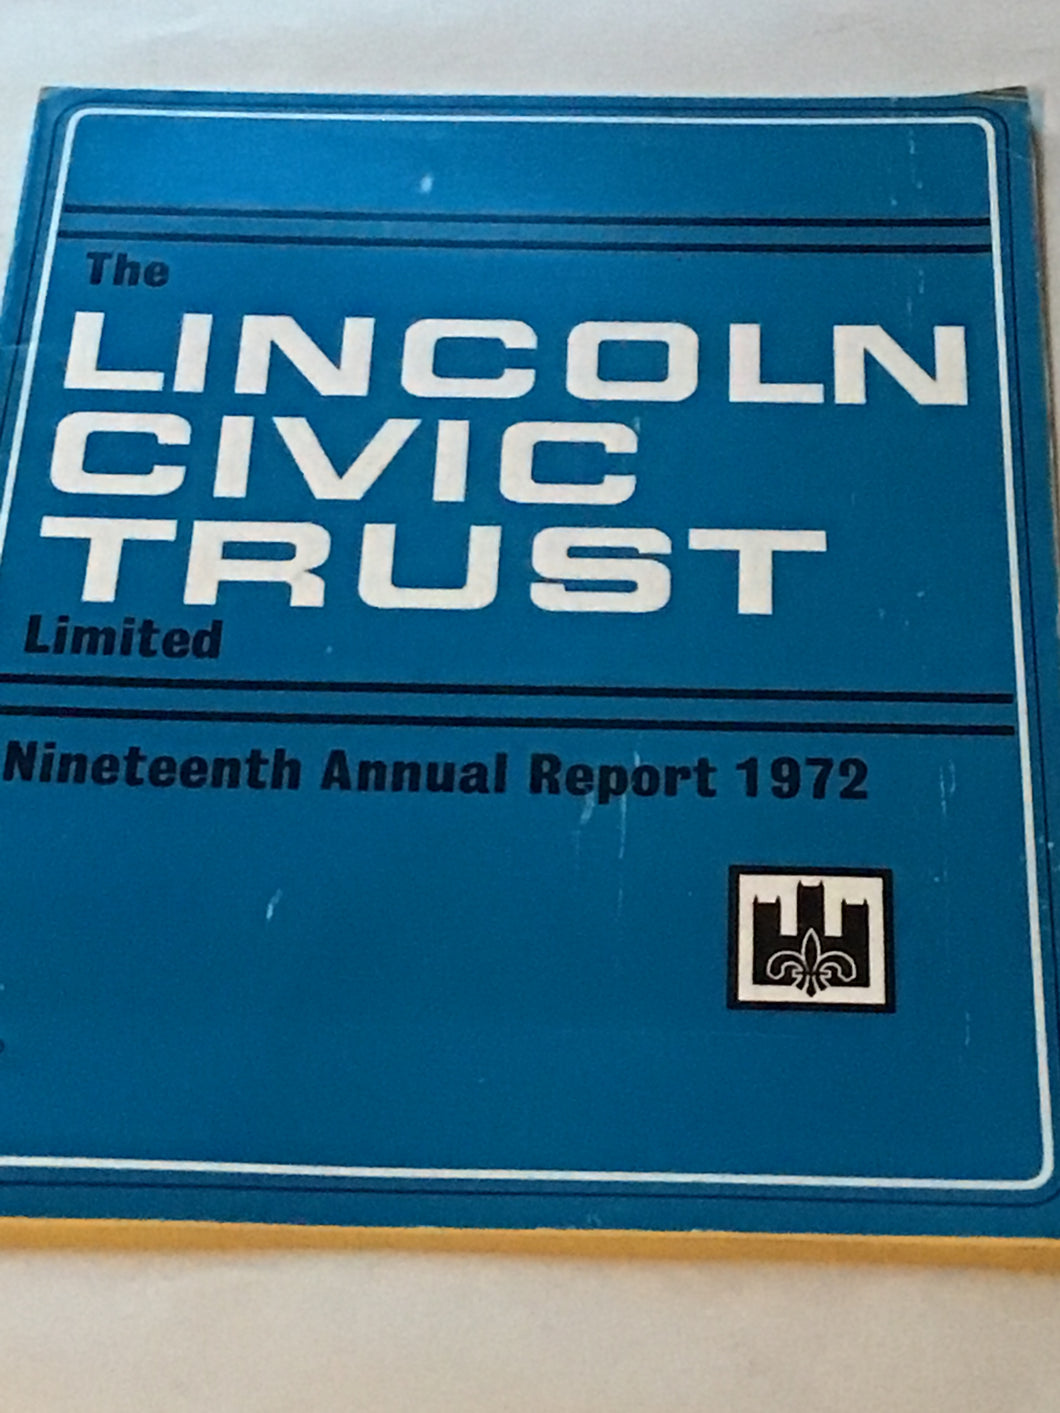 The
LINCOLN
CIVIC
TRUST
Limited
Nineteenth Annual Report 1972